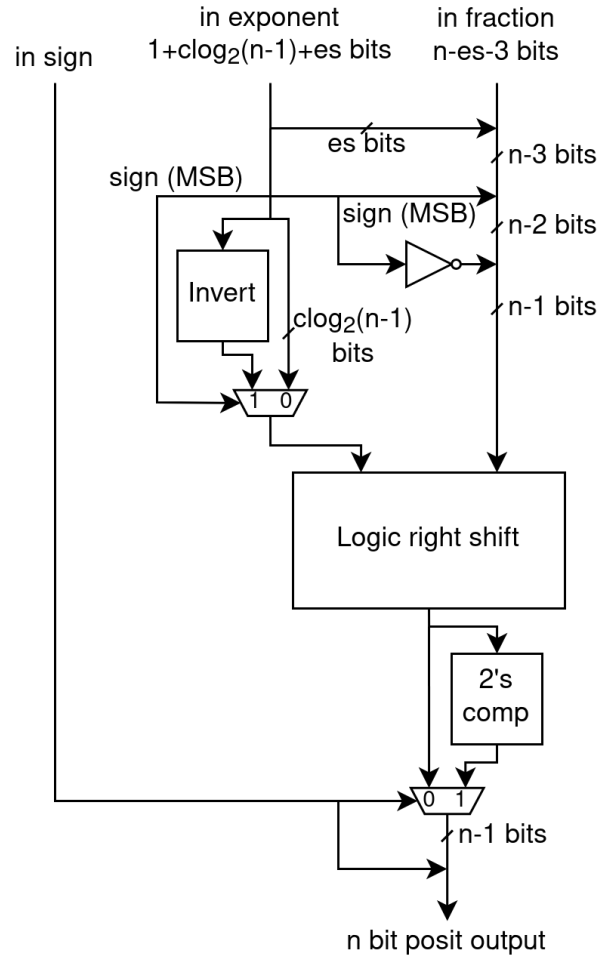 in exponent
in fraction
in sign
1+clog₂(n-1)+es bits
n-es-3 bits
es bits
n-3 bits
sign (MSB)
sign (MSB)
n-2 bits
Invert
clog₂(n-1)
bits
n-1 bits
1 0
Logic right shift
2's
comp
0 1
n-1 bits
n bit posit output